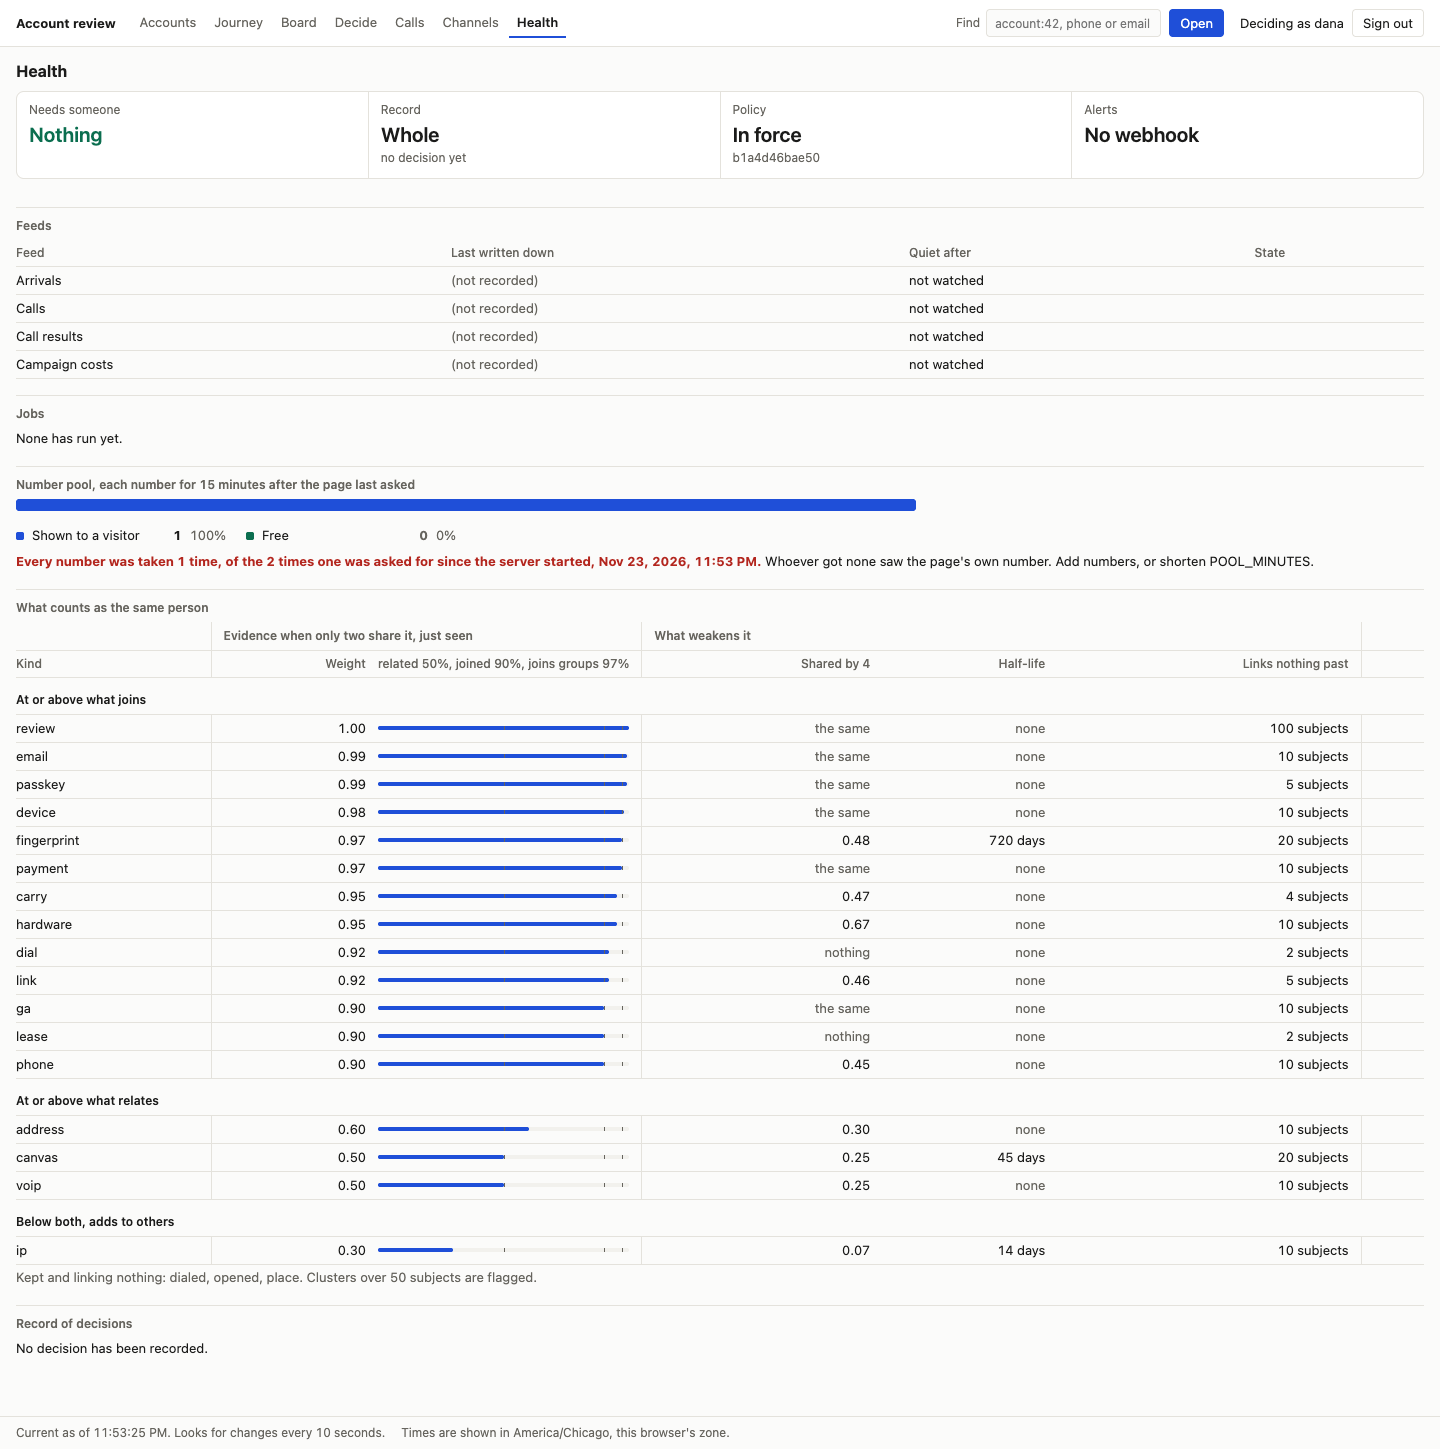 Account review Accounts Journey Board Decide Calls Channels Health Find account:42, phone or email Open Deciding as dana Sign out
Health
Needs someone Record Policy Alerts
Nothing Whole In force No webhook
no decision yet b1a4d46bae50
Feeds
Feed Last written down Quiet after State
Arrivals (not recorded) not watched
Calls (not recorded) not watched
Call results (not recorded) not watched
Campaign costs (not recorded) not watched
Jobs
None has run yet.
Number pool, each number for 15 minutes after the page last asked
Shown to a visitor 1 100% Free 0 0%
Every number was taken 1 time, of the 2 times one was asked for since the server started, Nov 23, 2026, 11:53 PM. Whoever got none saw the page's own number. Add numbers, or shorten POOL_MINUTES.
What counts as the same person
Evidence when only two share it, just seen What weakens it
Kind Weight related 50%, joined 90%, joins groups 97% Shared by 4 Half-life Links nothing past
At or above what joins
review 1.00 the same none 100 subjects
email 0.99 the same none 10 subjects
passkey 0.99 the same none 5 subjects
device 0.98 the same none 10 subjects
fingerprint 0.97 0.48 720 days 20 subjects
payment 0.97 the same none 10 subjects
carry 0.95 0.47 none 4 subjects
hardware 0.95 0.67 none 10 subjects
dial 0.92 nothing none 2 subjects
link 0.92 0.46 none 5 subjects
ga 0.90 the same none 10 subjects
lease 0.90 nothing none 2 subjects
phone 0.90 0.45 none 10 subjects
At or above what relates
address 0.60 0.30 none 10 subjects
canvas 0.50 0.25 45 days 20 subjects
voip 0.50 0.25 none 10 subjects
Below both, adds to others
ip 0.30 0.07 14 days 10 subjects
Kept and linking nothing: dialed, opened, place. Clusters over 50 subjects are flagged.
Record of decisions
No decision has been recorded.
Current as of 11:53:25 PM. Looks for changes every 10 seconds. Times are shown in America/Chicago, this browser's zone.